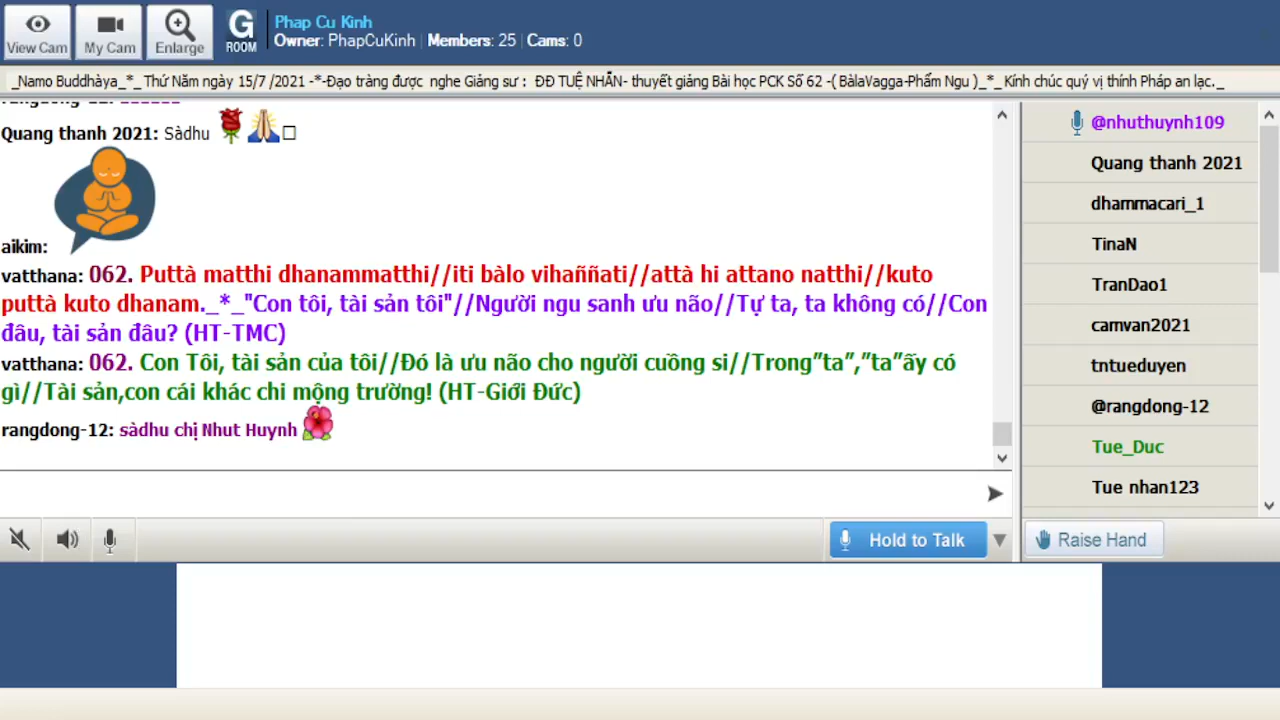 View Cam
My Cam
Enlarge
G
ROOM
Phap Cu Kinh
Owner: PhapCuKinh | Members: 25 | Cams: 0
_Namo Buddhàya_*_ Thứ Năm ngày 15/7 /2021 -*-Đạo tràng được nghe Giảng sư : ĐĐ TUỆ NHẪN- thuyết giảng Bài học PCK Số 62 -( BàlaVagga-Phẩm Ngu )_*_ Kính chúc quý vị thính Pháp an lạc._
Quang thanh 2021: Sàdhu
aikim:
vatthana: 062. Puttà matthi dhanammatthi//iti bàlo vihaññati//attà hi attano natthi//kuto
puttà kuto dhanam._*_"Con tôi, tài sản tôi"//Người ngu sanh ưu não//Tự ta, ta không có//Con
đâu, tài sản đâu? (HT-TMC)
vatthana: 062. Con Tôi, tài sản của tôi//Đó là ưu não cho người cuồng si//Trong”ta”,”ta”ấy có
gì//Tài sản,con cái khác chi mộng trường! (HT-Giới Đức)
rangdong-12: sàdhu chị Nhut Huynh
@nhuthuynh109
Quang thanh 2021
dhammacari_1
TinaN
TranDao1
camvan2021
tntueduyen
@rangdong-12
Tue_Duc
Tue nhan123
Hold to Talk
Raise Hand